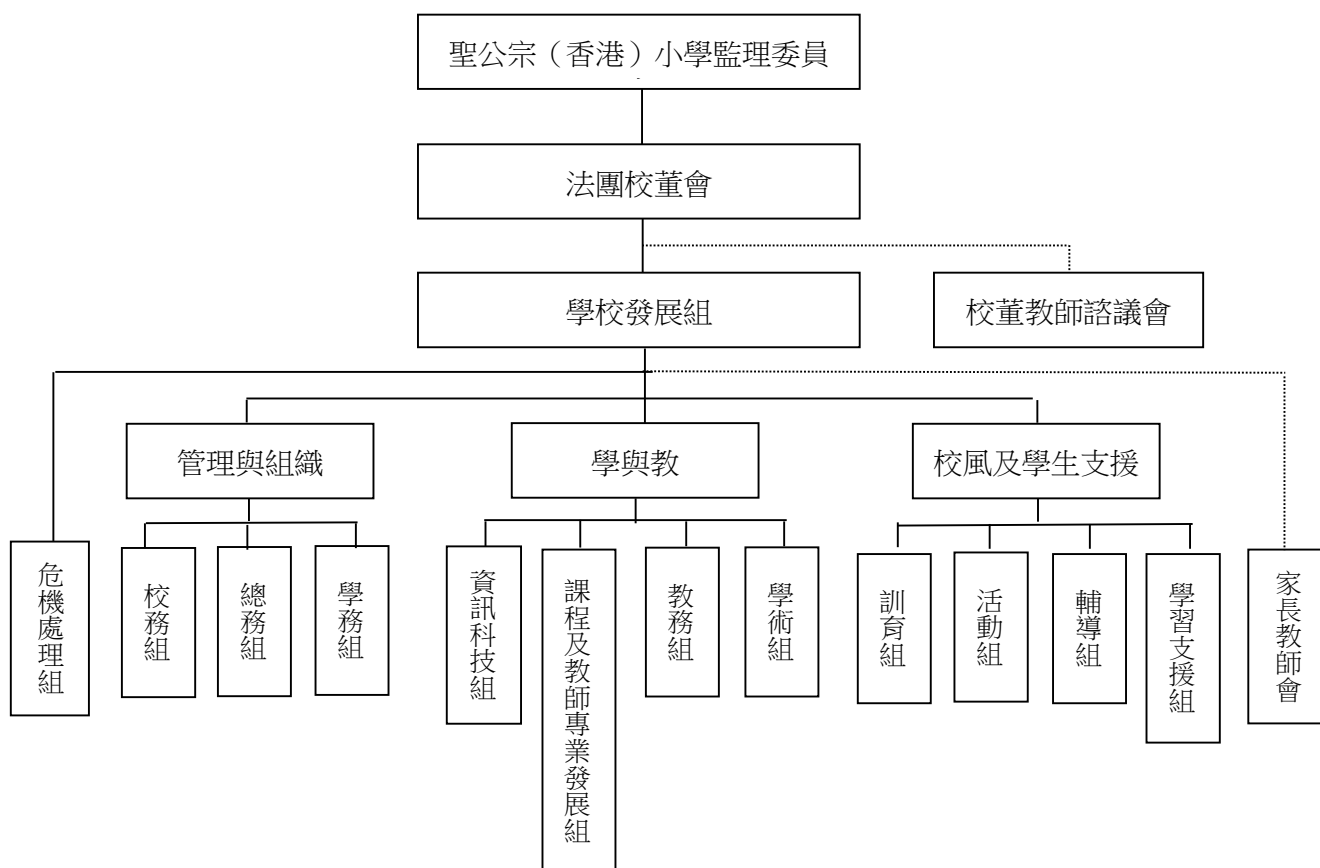 聖公宗（香港）小學監理委員
法團校董會
學校發展組
校董教師諮議會
管理與組織
學與教
校風及學生支援
危機處理組
校務組
總務組
學務組
資訊科技組
課程及教師專業發展組
教務組
學術組
訓育組
活動組
輔導組
學習支援組
家長教師會